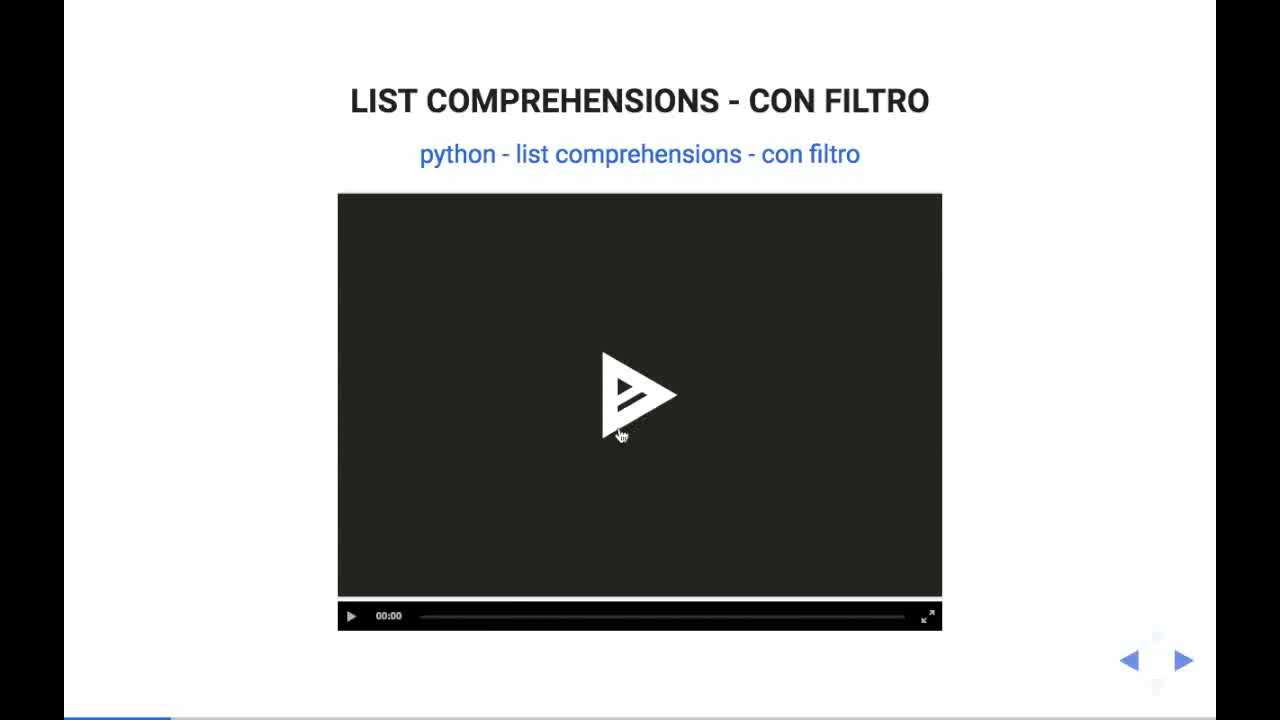 LIST COMPREHENSIONS - CON FILTRO
python - list comprehensions - con filtro
00:00